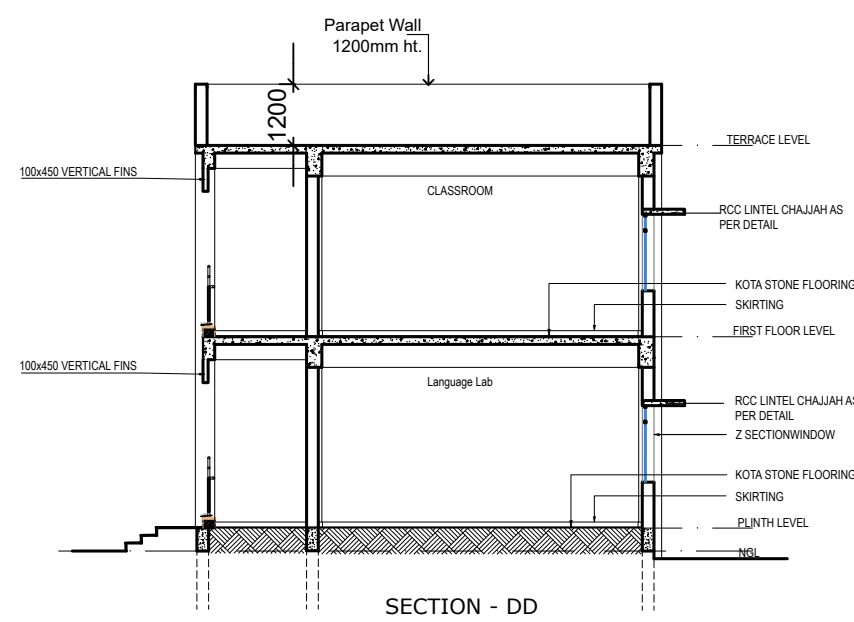 Parapet Wall
1200mm ht.
1200
TERRACE LEVEL
100x450 VERTICAL FINS
CLASSROOM
RCC LINTEL CHAJJAH AS
PER DETAIL
KOTA STONE FLOORING
SKIRTING
FIRST FLOOR LEVEL
100x450 VERTICAL FINS
Language Lab
RCC LINTEL CHAJJAH AS
PER DETAIL
Z SECTIONWINDOW
KOTA STONE FLOORING
SKIRTING
PLINTH LEVEL
NGL
SECTION - DD